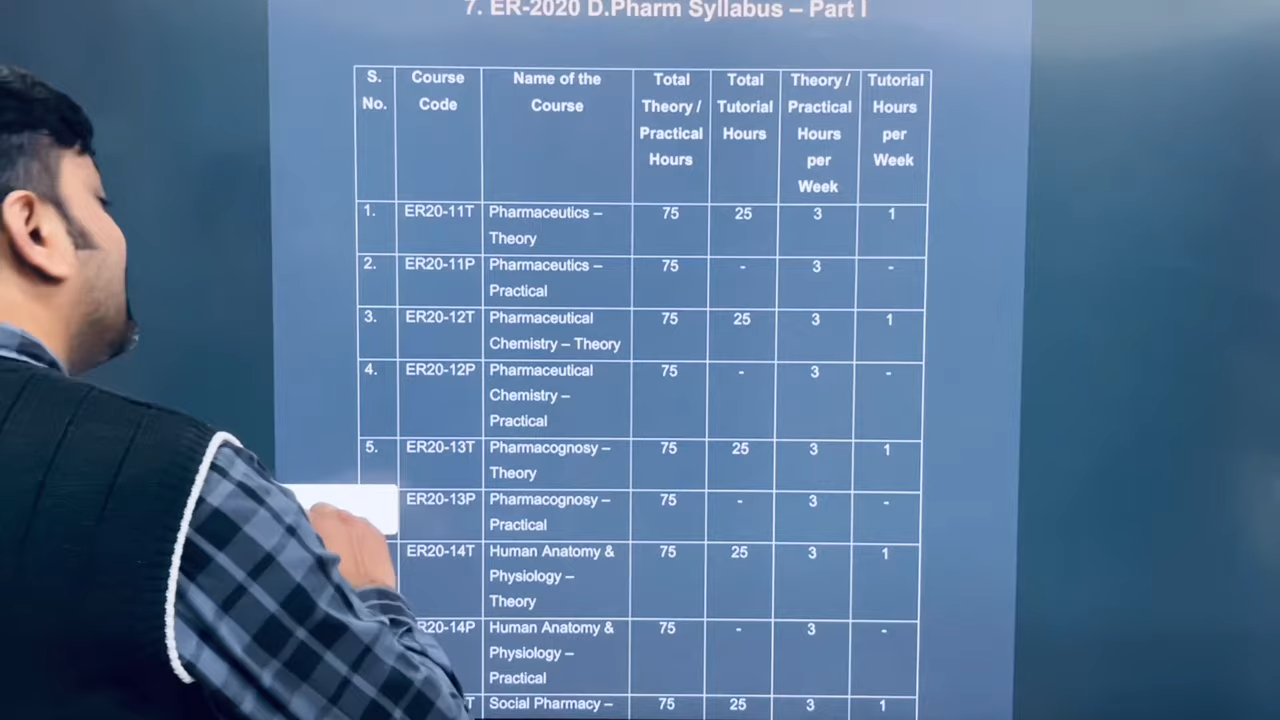 7. ER-2020 D.Pharm Syllabus – Part I
S. No. Course Code Name of the Course Total Theory / Practical Hours Total Tutorial Hours Theory / Practical Hours per Week Tutorial Hours per Week
1. ER20-11T Pharmaceutics – Theory 75 25 3 1
2. ER20-11P Pharmaceutics – Practical 75 - 3 -
3. ER20-12T Pharmaceutical Chemistry – Theory 75 25 3 1
4. ER20-12P Pharmaceutical Chemistry – Practical 75 - 3 -
5. ER20-13T Pharmacognosy – Theory 75 25 3 1
ER20-13P Pharmacognosy – Practical 75 - 3 -
ER20-14T Human Anatomy & Physiology – Theory 75 25 3 1
R20-14P Human Anatomy & Physiology – Practical 75 - 3 -
T Social Pharmacy – 75 25 3 1